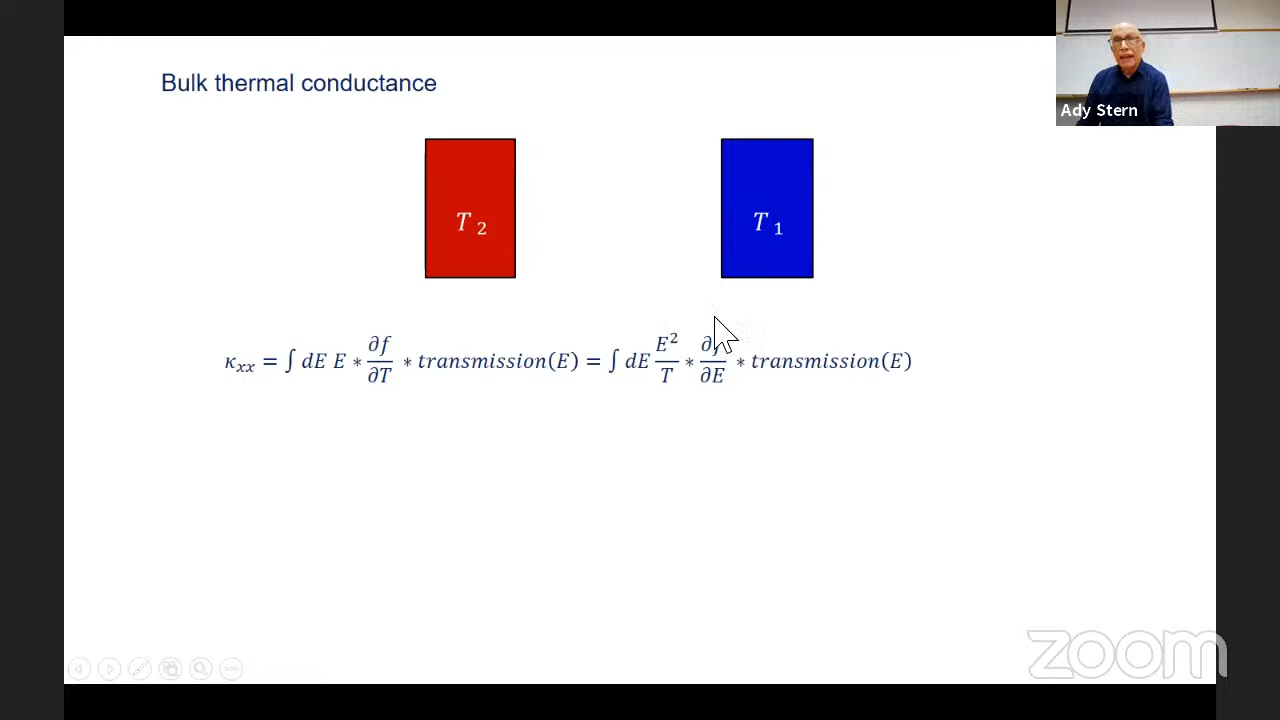 Bulk thermal conductance
Ady Stern
T 2
T 1
κxx = ∫ dE E ∗ ∂f/∂T ∗ transmission(E) = ∫ dE E²/T ∗ ∂f/∂E ∗ transmission(E)
zoom